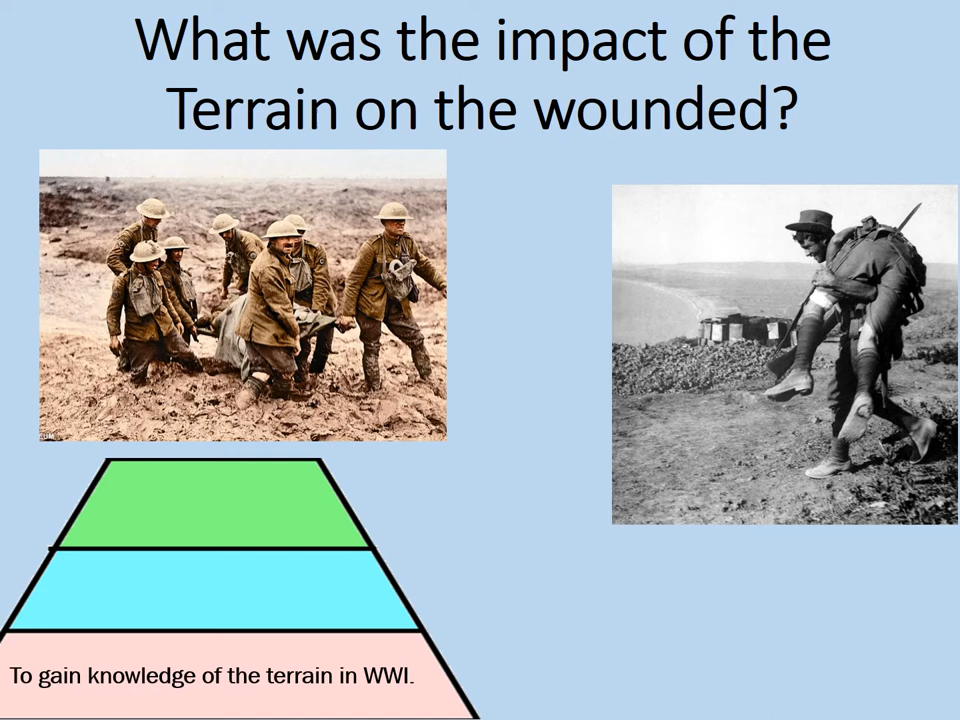 What was the impact of the
Terrain on the wounded?
To gain knowledge of the terrain in WWI.